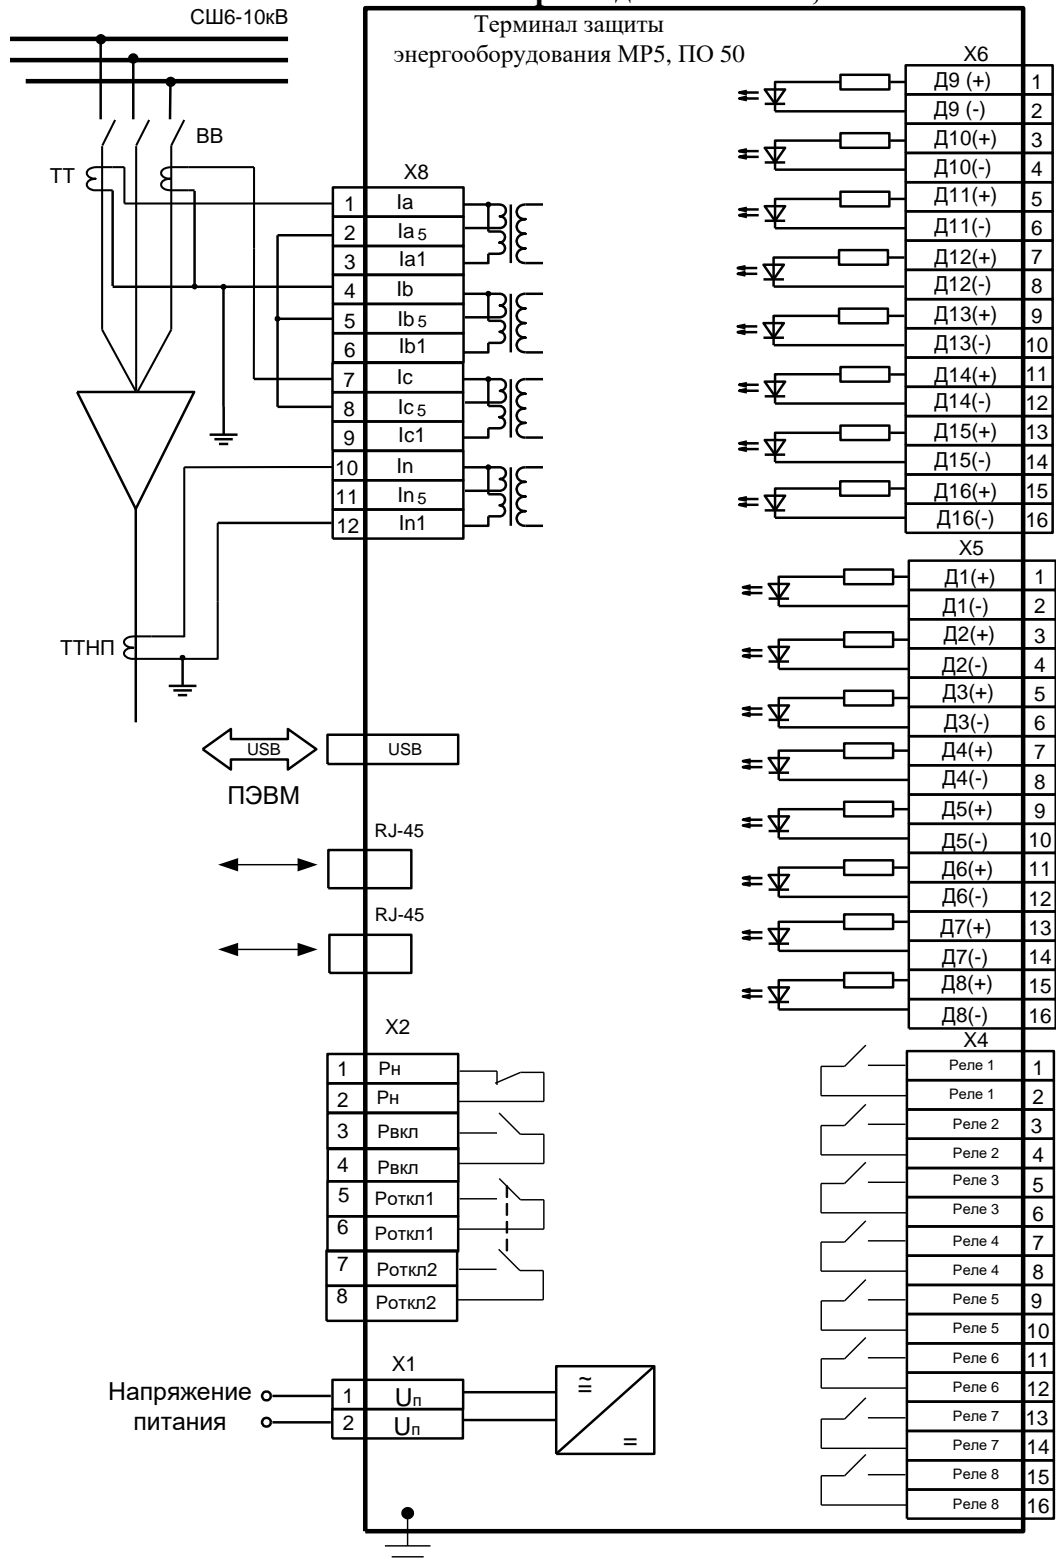 СШ6-10кВ
Терминал защиты
энергооборудования МР5, ПО 50
ВВ
ТТ
X8
1 Ia
2 Ia 5
3 Ia1
4 Ib
5 Ib 5
6 Ib1
7 Ic
8 Ic 5
9 Ic1
10 In
11 In 5
12 In1
ТТНП
USB USB
ПЭВМ
RJ-45
RJ-45
X2
1 Рн
2 Рн
3 Рвкл
4 Рвкл
5 Роткл1
6 Роткл1
7 Роткл2
8 Роткл2
X1
Напряжение
питания
1 Uп
2 Uп
≅
=
X6
Д9 (+) 1
Д9 (-) 2
Д10(+) 3
Д10(-) 4
Д11(+) 5
Д11(-) 6
Д12(+) 7
Д12(-) 8
Д13(+) 9
Д13(-) 10
Д14(+) 11
Д14(-) 12
Д15(+) 13
Д15(-) 14
Д16(+) 15
Д16(-) 16
X5
Д1(+) 1
Д1(-) 2
Д2(+) 3
Д2(-) 4
Д3(+) 5
Д3(-) 6
Д4(+) 7
Д4(-) 8
Д5(+) 9
Д5(-) 10
Д6(+) 11
Д6(-) 12
Д7(+) 13
Д7(-) 14
Д8(+) 15
Д8(-) 16
X4
Реле 1 1
Реле 1 2
Реле 2 3
Реле 2 4
Реле 3 5
Реле 3 6
Реле 4 7
Реле 4 8
Реле 5 9
Реле 5 10
Реле 6 11
Реле 6 12
Реле 7 13
Реле 7 14
Реле 8 15
Реле 8 16